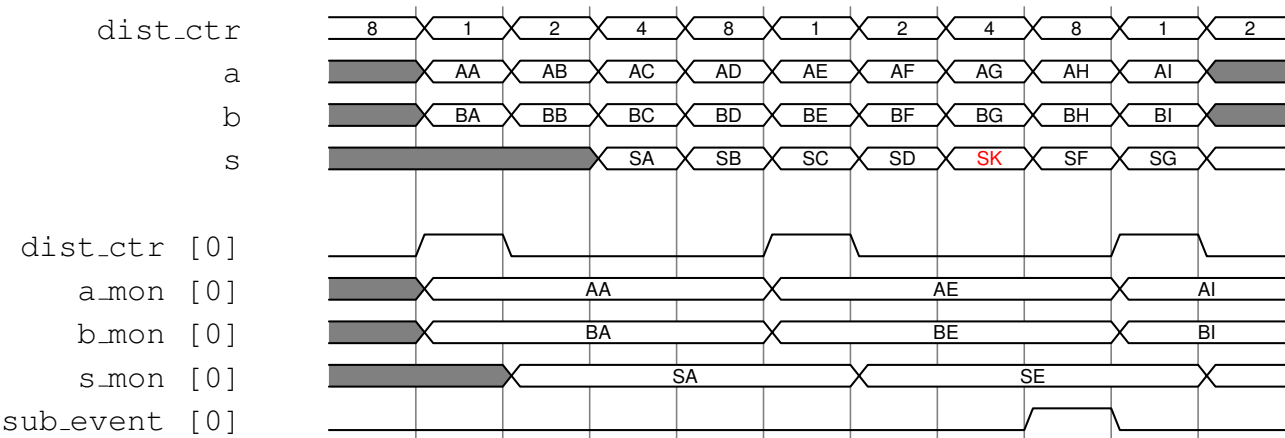 dist_ctr 8 1 2 4 8 1 2 4 8 1 2
a AA AB AC AD AE AF AG AH AI
b BA BB BC BD BE BF BG BH BI
s SA SB SC SD SK SF SG
dist_ctr [0]
a_mon [0] AA AE AI
b_mon [0] BA BE BI
s_mon [0] SA SE
sub_event [0]